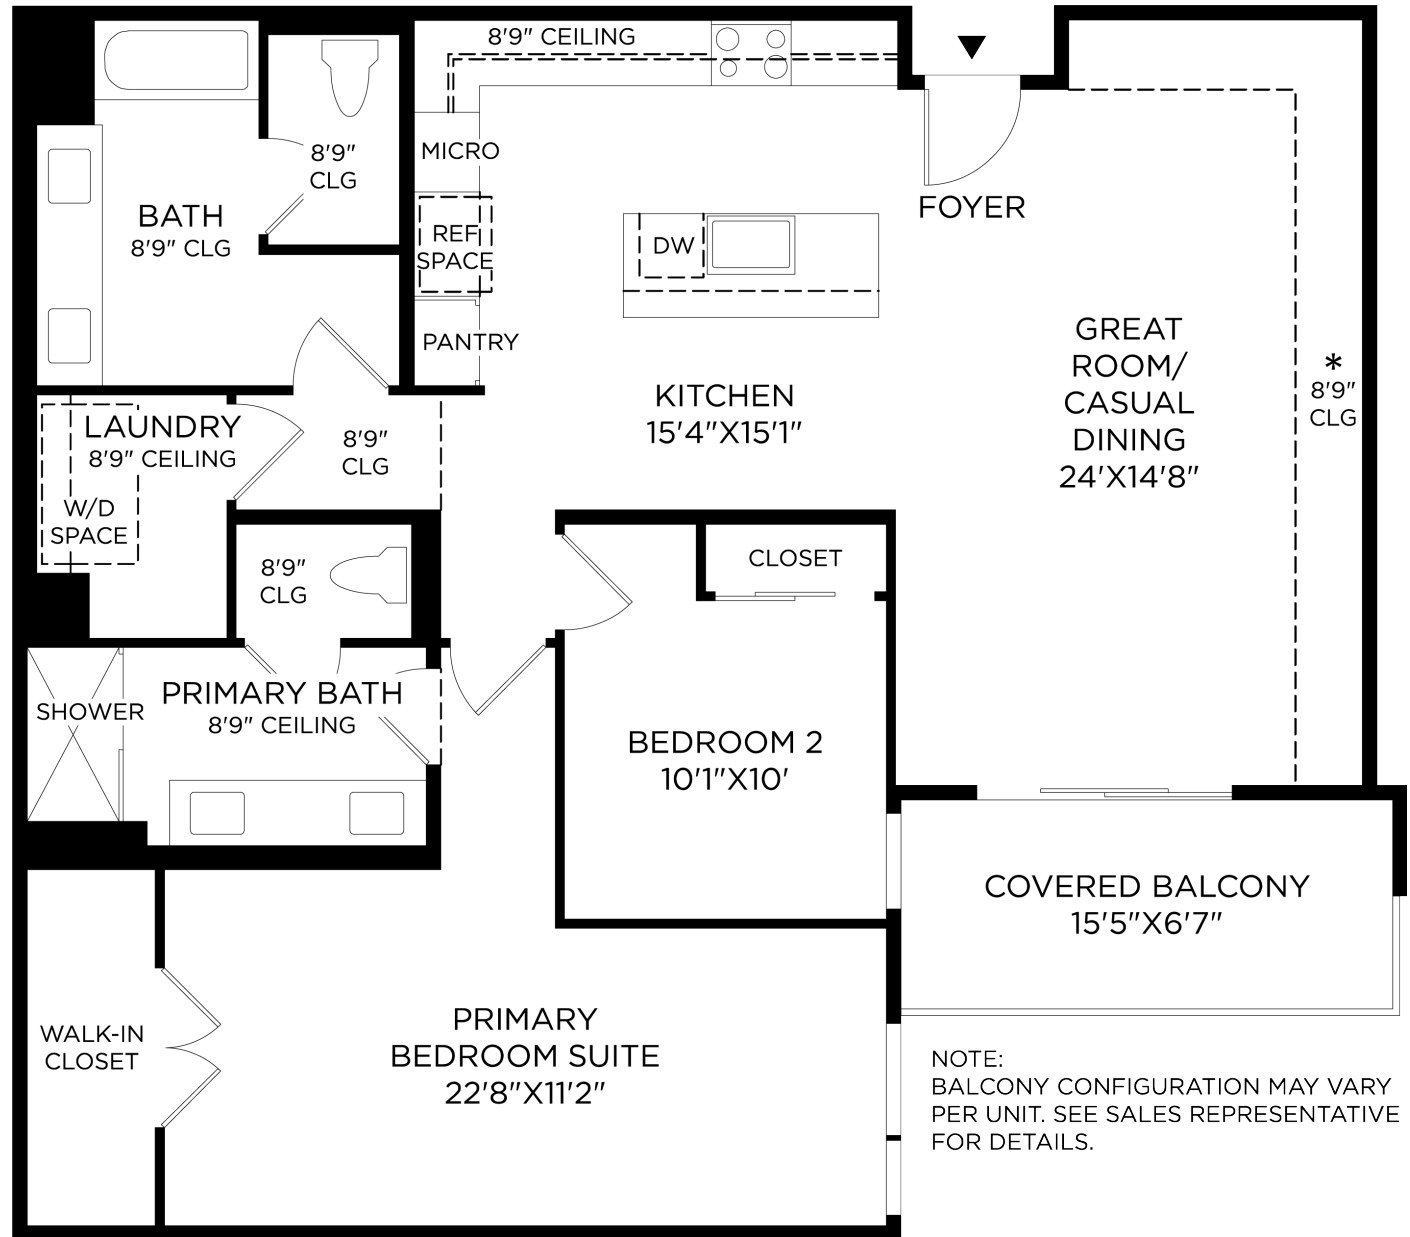 8'9" CEILING
MICRO
REF
SPACE
PANTRY
8'9"
CLG
BATH
8'9" CLG
DW
FOYER
KITCHEN
15'4"X15'1"
GREAT
ROOM/
CASUAL
DINING
24'X14'8"
*
8'9"
CLG
LAUNDRY
8'9" CEILING
W/D
SPACE
8'9"
CLG
8'9"
CLG
CLOSET
SHOWER
PRIMARY BATH
8'9" CEILING
BEDROOM 2
10'1"X10'
COVERED BALCONY
15'5"X6'7"
WALK-IN
CLOSET
PRIMARY
BEDROOM SUITE
22'8"X11'2"
NOTE:
BALCONY CONFIGURATION MAY VARY
PER UNIT. SEE SALES REPRESENTATIVE
FOR DETAILS.